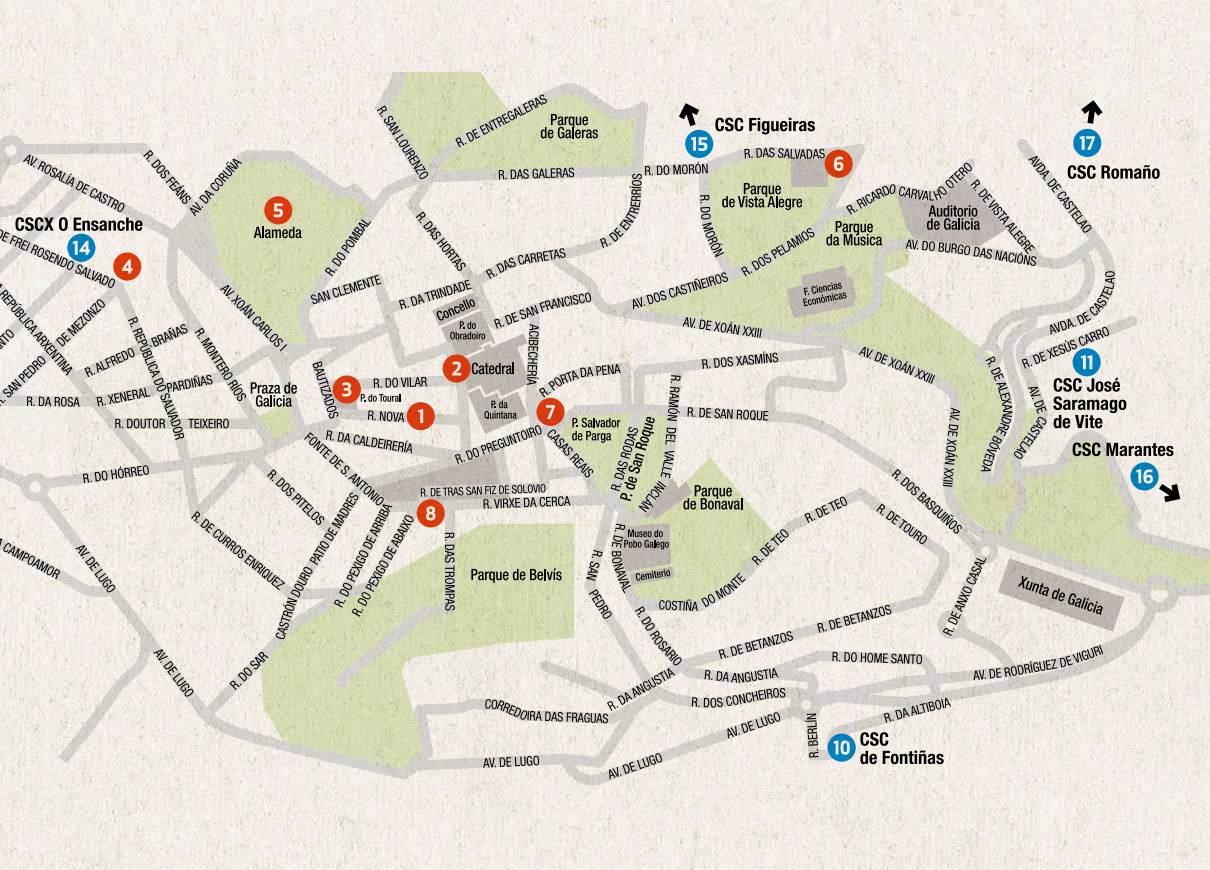 R. SAN LOURENZO
R. DE ENTREGALERAS
Parque
de Galeras
15
CSC Figueiras
17
CSC Romaño
R. DAS GALERAS
R. DO MORÓN
R. DAS SALVADAS
6
AV. ROSALÍA DE CASTRO
R. DOS FEÁNS
AV. DA CORUÑA
5
Alameda
R. DO POMBAL
R. DAS HORTAS
R. DAS CARRETAS
R. DE ENTRERRÍOS
R. DO MORÓN
Parque
de Vista Alegre
R. DOS PELAMIOS
R. RICARDO CARVALHO OTERO
Parque
da Música
Auditorio
de Galicia
R. DE VISTA ALEGRE
AV. DO BURGO DAS NACIÓNS
AVDA. DE CASTELAO
CSCX O Ensanche
14
DE FREI ROSENDO SALVADO
4
SAN CLEMENTE
R. DA TRINDADE
Concello
P. do
Obradoiro
R. DE SAN FRANCISCO
ACIBECHERÍA
AV. DOS CASTIÑEIROS
F. Ciencias
Económicas
AV. DE XOÁN XXIII
AV. DE XOÁN XXIII
AVDA. DE CASTELAO
R. DE XESÚS CARRO
11
CSC José
Saramago
de Vite
A REPÚBLICA ARXENTINA
NTO
R. SAN PEDRO
DE MEZONZO
R. DA ROSA
R. ALFREDO BRAÑAS
R. XENERAL PARDIÑAS
R. REPÚBLICA DO SALVADOR
R. MONTERO RÍOS
AV. XOÁN CARLOS I
R. DOUTOR TEIXEIRO
Praza de
Galicia
BAUTIZADOS
3
P. do Toural
R. DO VILAR
2
Catedral
R. NOVA
1
P. da
Quintana
R. PORTA DA PENA
7
R. DOS XASMÍNS
R. DA CALDEIRERÍA
R. DO PREGUNTOIRO
CASAS REAIS
P. Salvador
de Parga
R. DAS RODAS
P. de San Roque
R. RAMÓN DEL VALLE INCLÁN
R. DE SAN ROQUE
AV. DE XOÁN XXIII
R. DE ALEXANDRE BÓVEDA
AV. DE CASTELAO
CSC Marantes
16
R. DO HÓRREO
R. DOS PITELOS
FONTE DE S. ANTONIO
R. DE TRAS SAN FIZ DE SOLOVIO
R. VIRXE DA CERCA
8
PATIO DE MADRES
R. DO PEXIGO DE ARRIBA
R. DO PEXIGO DE ABAIXO
CASTRÓN DOURO
R. DAS TROMPAS
Parque de Belvís
R. SAN PEDRO
R. DE BONAVAL
Museo do
Pobo Galego
Cemiterio
Parque
de Bonaval
COSTIÑA DO MONTE
R. DE TEO
R. DE TEO
R. DOS BASQUIÑOS
R. DE TOURO
R. DE ANXO CASAL
Xunta de Galicia
A CAMPOAMOR
AV. DE LUGO
R. DE CURROS ENRIQUEZ
AV. DE LUGO
R. DO SAR
R. DO ROSARIO
R. DE BETANZOS
R. DE BETANZOS
R. DO HOME SANTO
AV. DE RODRÍGUEZ DE VIGURI
R. DA ANGUSTIA
R. DA ANGUSTIA
R. DOS CONCHEIROS
CORREDOIRA DAS FRAGUAS
AV. DE LUGO
R. DA ALTIBOIA
R. BERLÍN
10
CSC
de Fontiñas
AV. DE LUGO
AV. DE LUGO